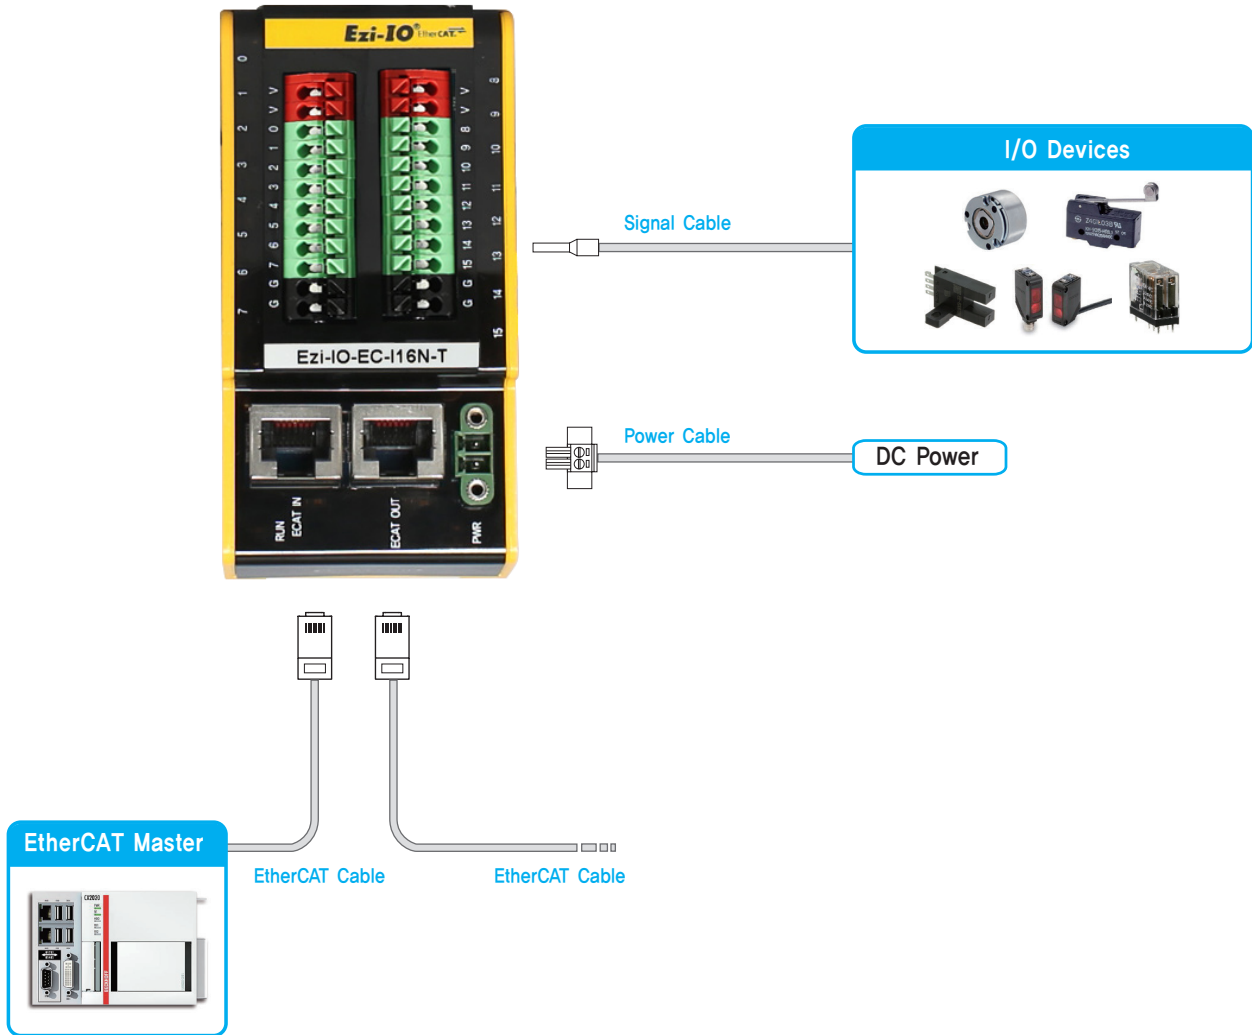 Ezi-IO® EtherCAT
0
1
2
3
4
5
6
7
V
V
0
1
2
3
4
5
6
7
G
G
V
V
8
9
10
11
12
13
14
15
G
G
8
9
10
11
12
13
14
15
Ezi-IO-EC-I16N-T
RUN
ECAT IN
ECAT OUT
PWR
I/O Devices
Signal Cable
Power Cable
DC Power
EtherCAT Master
EtherCAT Cable
EtherCAT Cable
CX2020